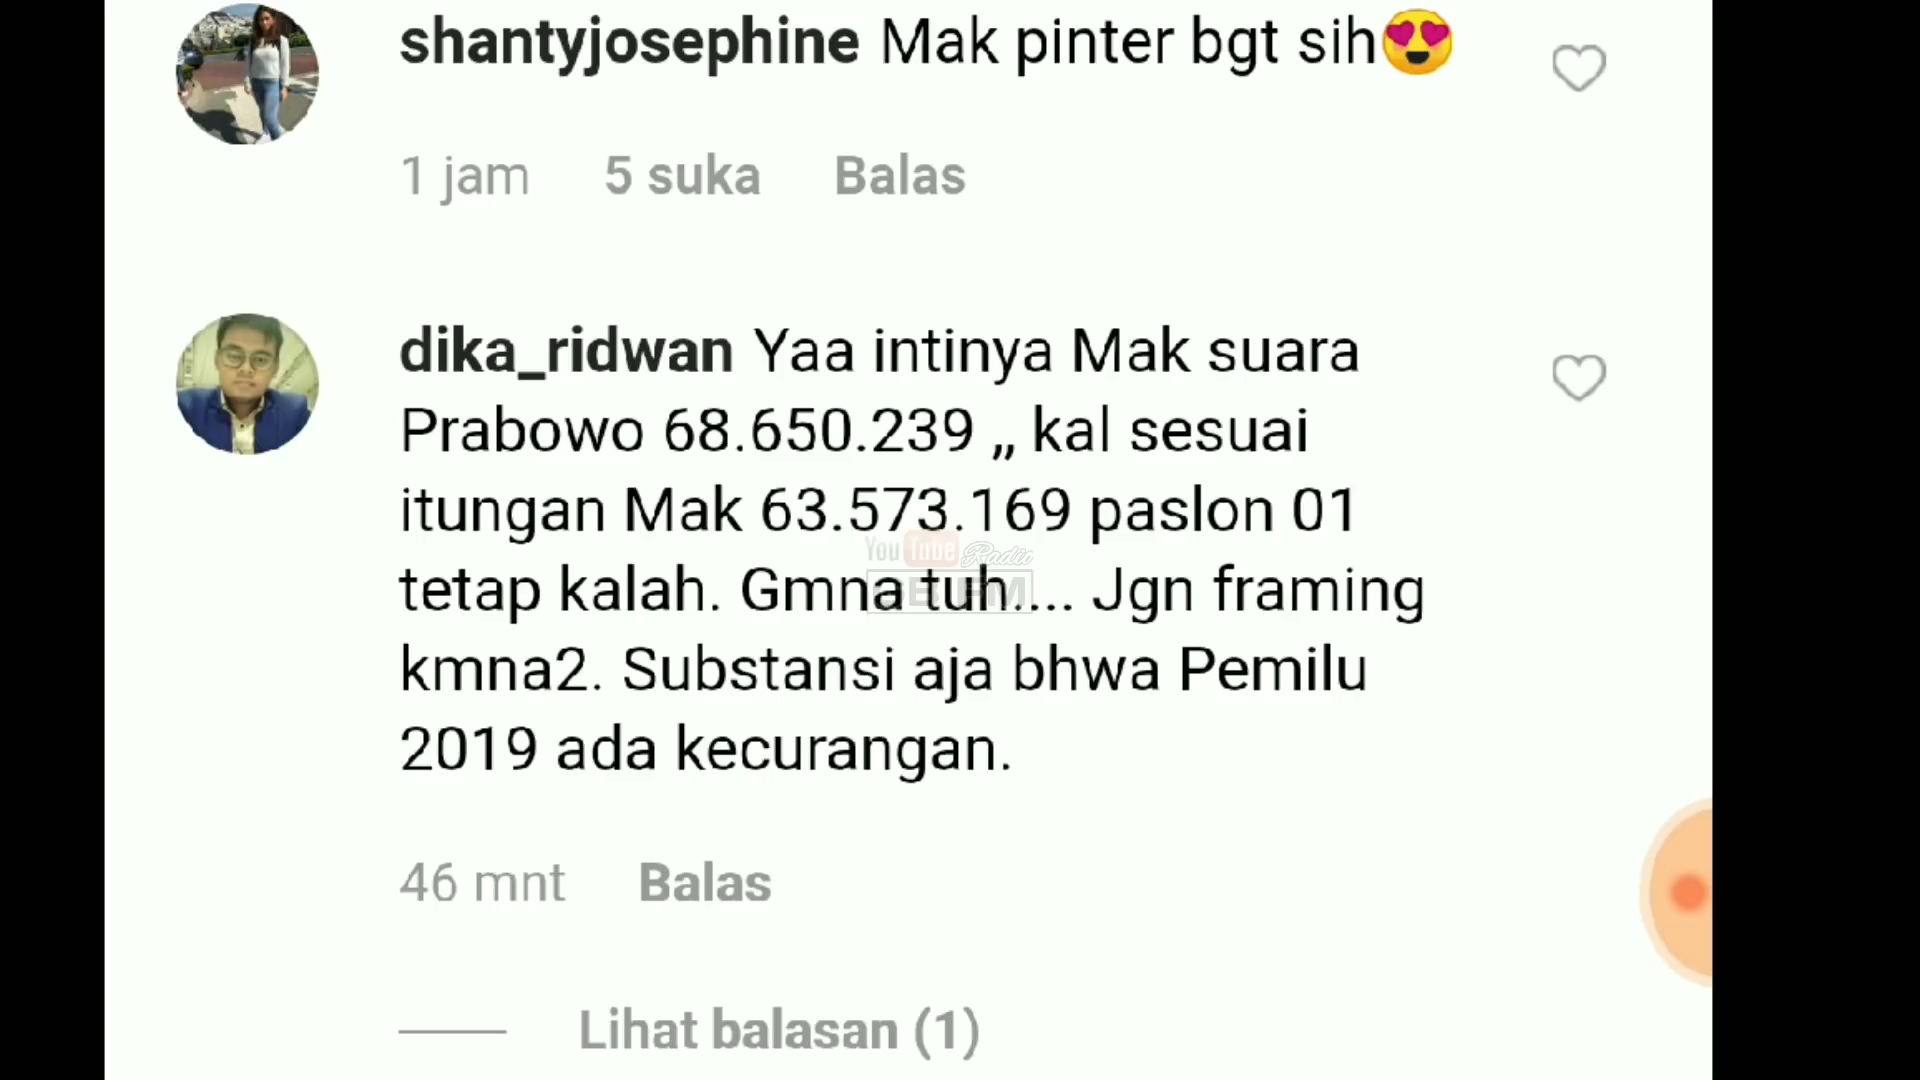 shantyjosephine Mak pinter bgt sih😍
1 jam 5 suka Balas
dika_ridwan Yaa intinya Mak suara
Prabowo 68.650.239 ,, kal sesuai
itungan Mak 63.573.169 paslon 01
tetap kalah. Gmna tuh.... Jgn framing
kmna2. Substansi aja bhwa Pemilu
2019 ada kecurangan.
46 mnt Balas
Lihat balasan (1)
YouTube Radio